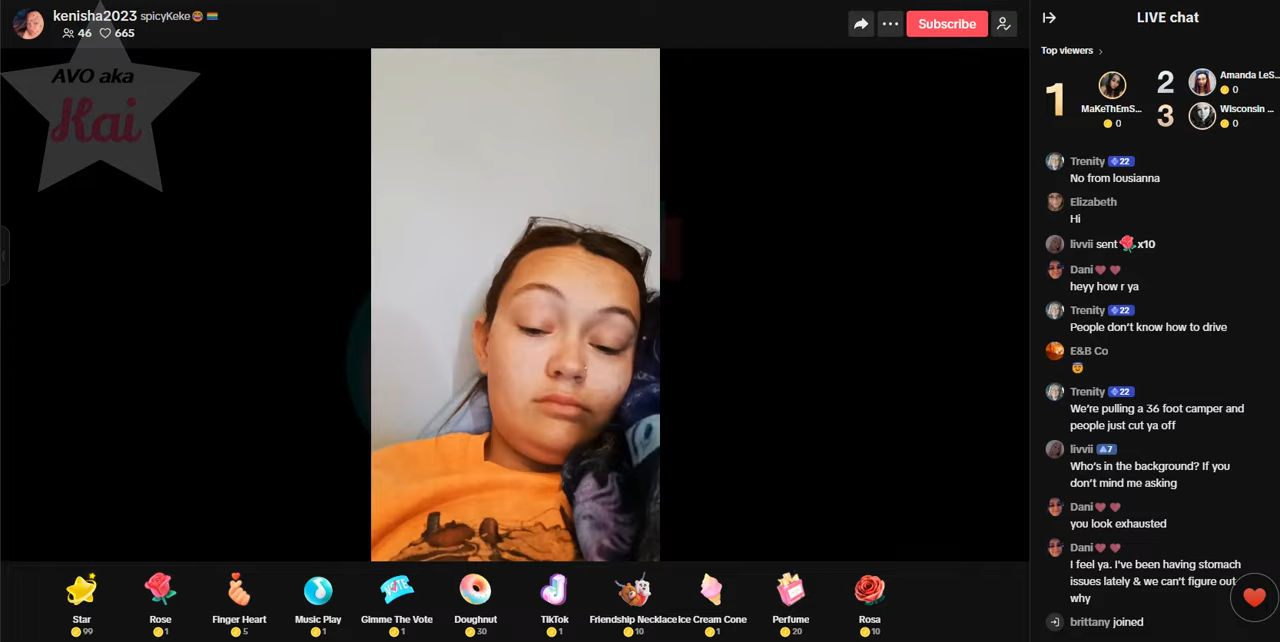 kenisha2023 spicyKeke
46 665
Subscribe
AVO aka
Kai
LIVE chat
Top viewers
1
MaKeThEmS...
0
2
Amanda LeS...
0
3
Wisconsin ...
0
Trenity 22
No from lousianna
Elizabeth
Hi
livvii sent x10
Dani
heyy how r ya
Trenity 22
People don't know how to drive
E&B Co
Trenity 22
We're pulling a 36 foot camper and
people just cut ya off
livvii 7
Who's in the background? If you
don't mind me asking
Dani
you look exhausted
Dani
I feel ya. I've been having stomach
issues lately & we can't figure out
why
brittany joined
VOTE
Star
99
Rose
1
Finger Heart
5
Music Play
1
Gimme The Vote
1
Doughnut
30
TikTok
1
Friendship Necklace
10
Ice Cream Cone
1
Perfume
20
Rosa
10